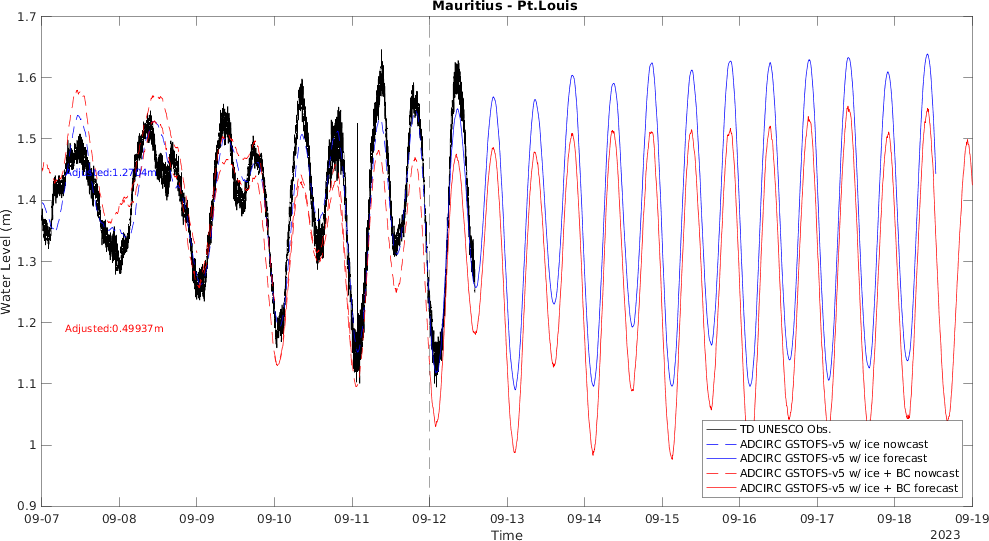 Mauritius - Pt.Louis
1.7
1.6
1.5
1.4
1.3
1.2
1.1
1
0.9
Water Level (m)
Adjusted:1.2704m
Adjusted:0.49937m
TD UNESCO Obs.
ADCIRC GSTOFS-v5 w/ ice nowcast
ADCIRC GSTOFS-v5 w/ ice forecast
ADCIRC GSTOFS-v5 w/ ice + BC nowcast
ADCIRC GSTOFS-v5 w/ ice + BC forecast
09-07 09-08 09-09 09-10 09-11 09-12 09-13 09-14 09-15 09-16 09-17 09-18 09-19
Time
2023